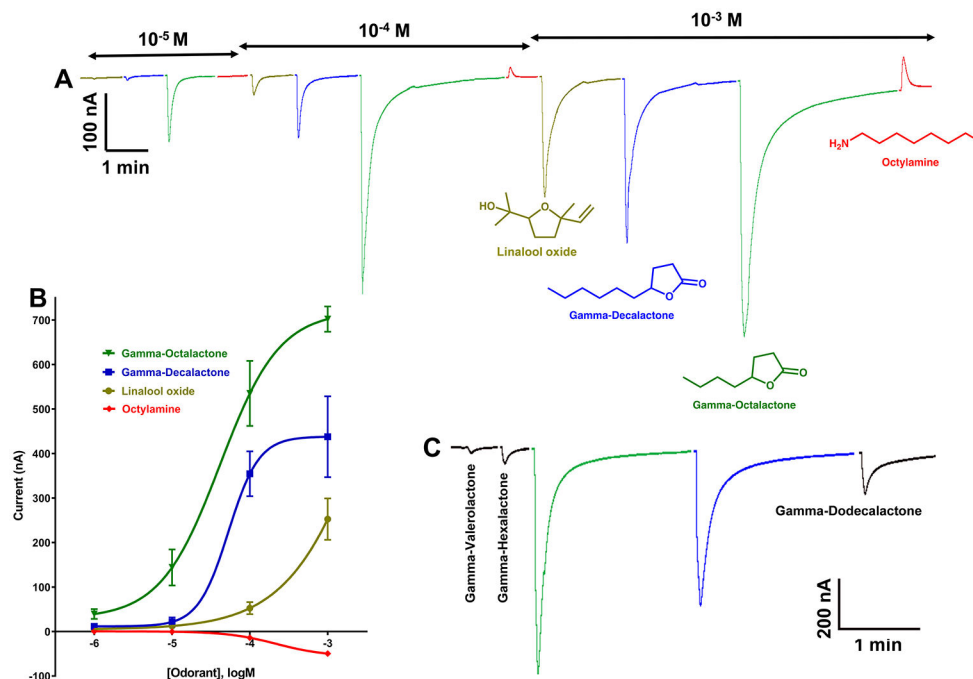 10⁻⁵ M
10⁻⁴ M
10⁻³ M
A
100 nA
1 min
H₂N
Octylamine
HO
O
Linalool oxide
O
O
Gamma-Decalactone
O
O
Gamma-Octalactone
B
700
600
500
400
300
200
100
0
-100
Current (nA)
Gamma-Octalactone
Gamma-Decalactone
Linalool oxide
Octylamine
-6
-5
-4
-3
[Odorant], logM
C
Gamma-Valerolactone
Gamma-Hexalactone
Gamma-Dodecalactone
200 nA
1 min